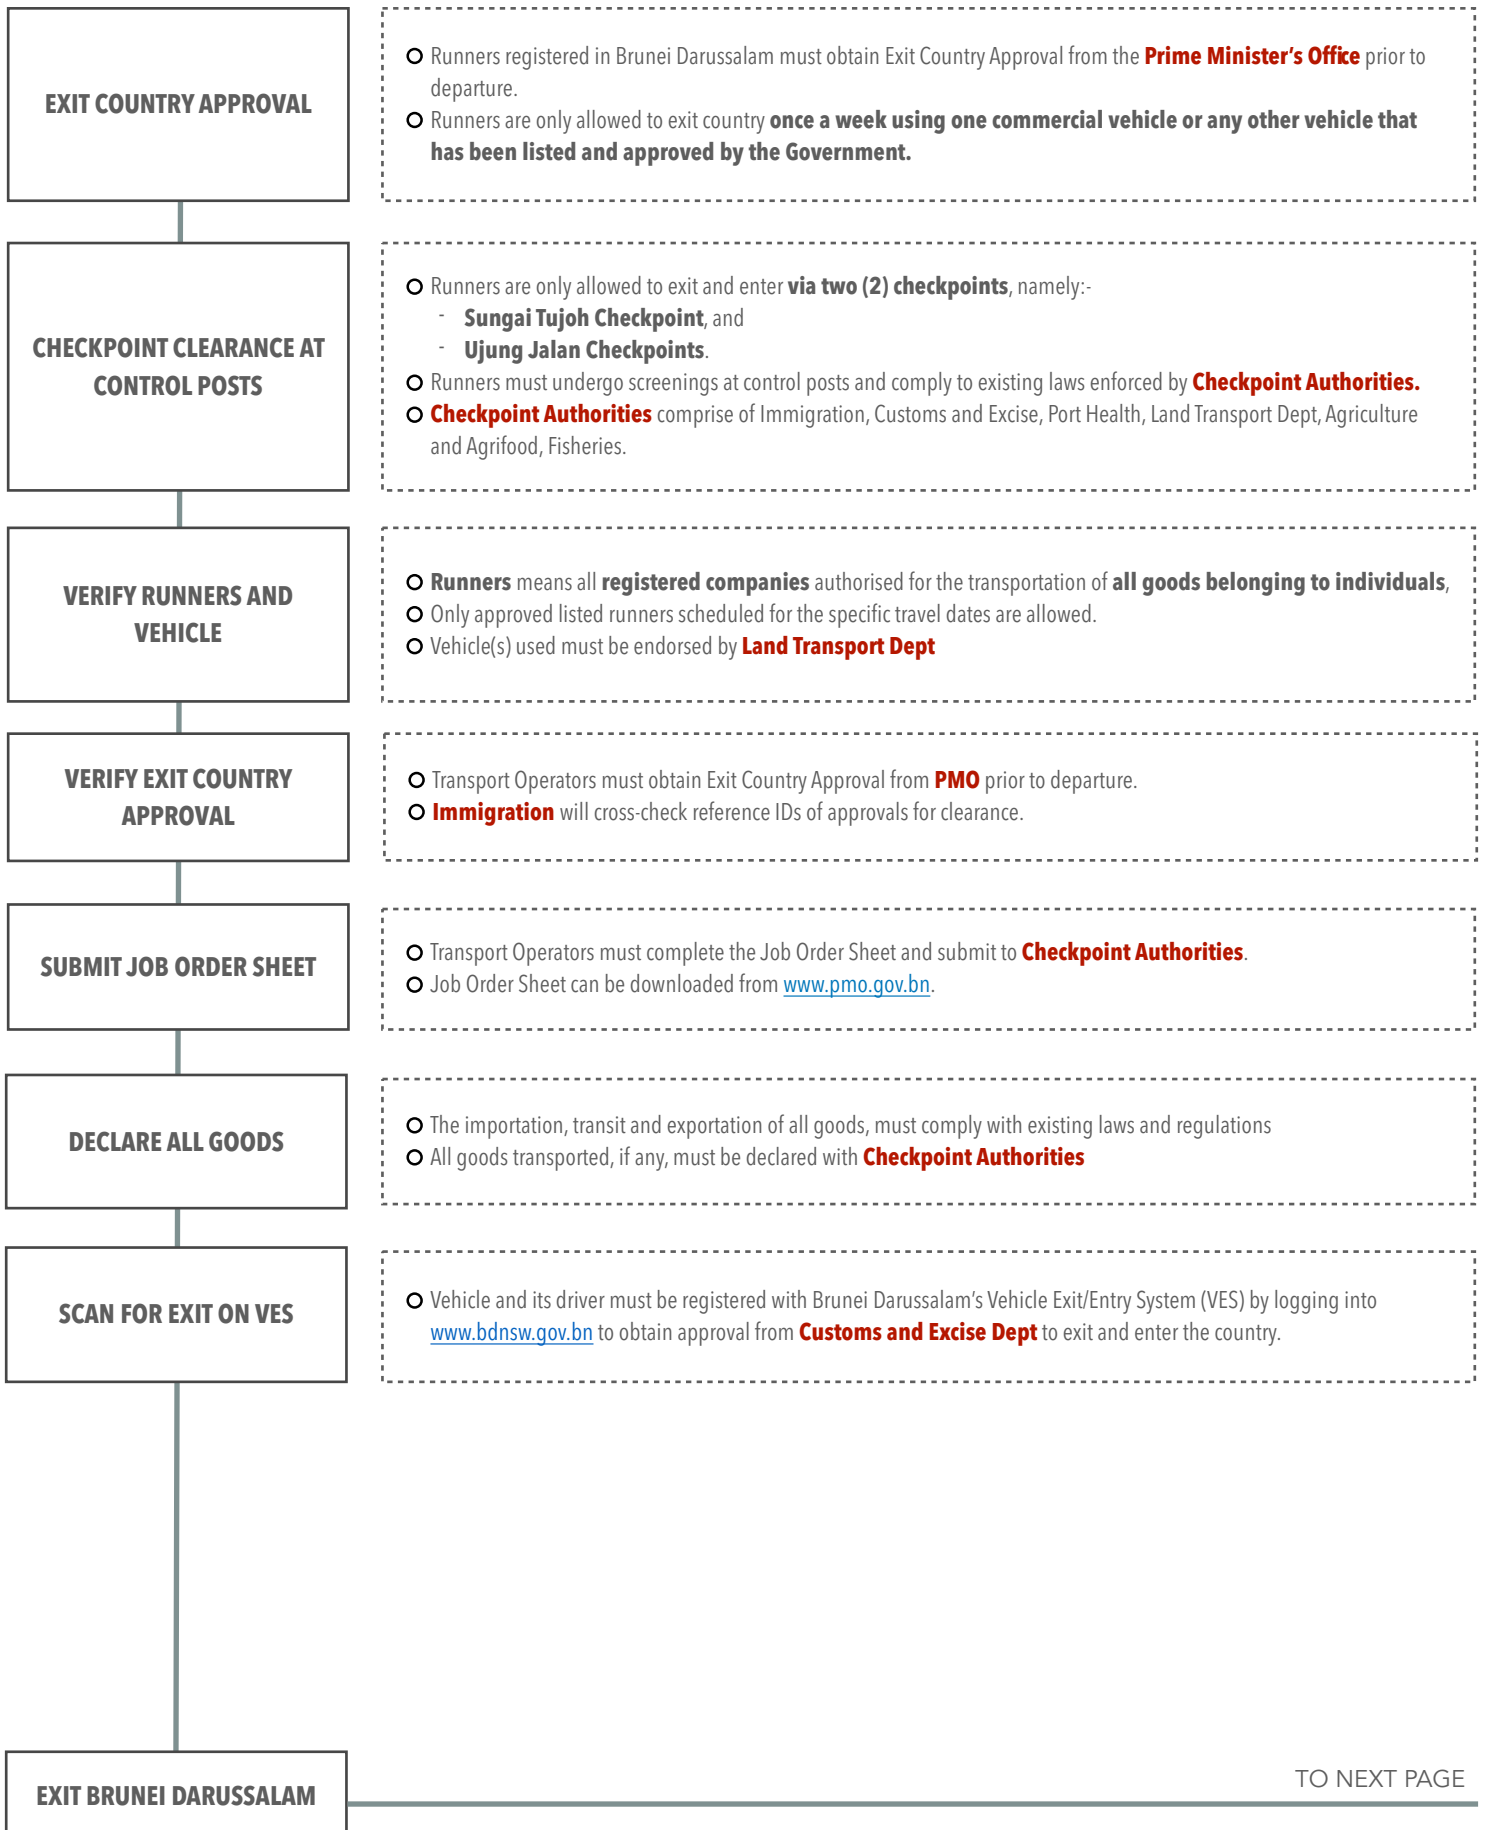 EXIT COUNTRY APPROVAL
Runners registered in Brunei Darussalam must obtain Exit Country Approval from the Prime Minister's Office prior to
departure.
Runners are only allowed to exit country once a week using one commercial vehicle or any other vehicle that
has been listed and approved by the Government.
CHECKPOINT CLEARANCE AT
CONTROL POSTS
Runners are only allowed to exit and enter via two (2) checkpoints, namely:-
- Sungai Tujoh Checkpoint, and
- Ujung Jalan Checkpoints.
Runners must undergo screenings at control posts and comply to existing laws enforced by Checkpoint Authorities.
Checkpoint Authorities comprise of Immigration, Customs and Excise, Port Health, Land Transport Dept, Agriculture
and Agrifood, Fisheries.
VERIFY RUNNERS AND
VEHICLE
Runners means all registered companies authorised for the transportation of all goods belonging to individuals,
Only approved listed runners scheduled for the specific travel dates are allowed.
Vehicle(s) used must be endorsed by Land Transport Dept
VERIFY EXIT COUNTRY
APPROVAL
Transport Operators must obtain Exit Country Approval from PMO prior to departure.
Immigration will cross-check reference IDs of approvals for clearance.
SUBMIT JOB ORDER SHEET
Transport Operators must complete the Job Order Sheet and submit to Checkpoint Authorities.
Job Order Sheet can be downloaded from www.pmo.gov.bn.
DECLARE ALL GOODS
The importation, transit and exportation of all goods, must comply with existing laws and regulations
All goods transported, if any, must be declared with Checkpoint Authorities
SCAN FOR EXIT ON VES
Vehicle and its driver must be registered with Brunei Darussalam's Vehicle Exit/Entry System (VES) by logging into
www.bdnsw.gov.bn to obtain approval from Customs and Excise Dept to exit and enter the country.
TO NEXT PAGE
EXIT BRUNEI DARUSSALAM